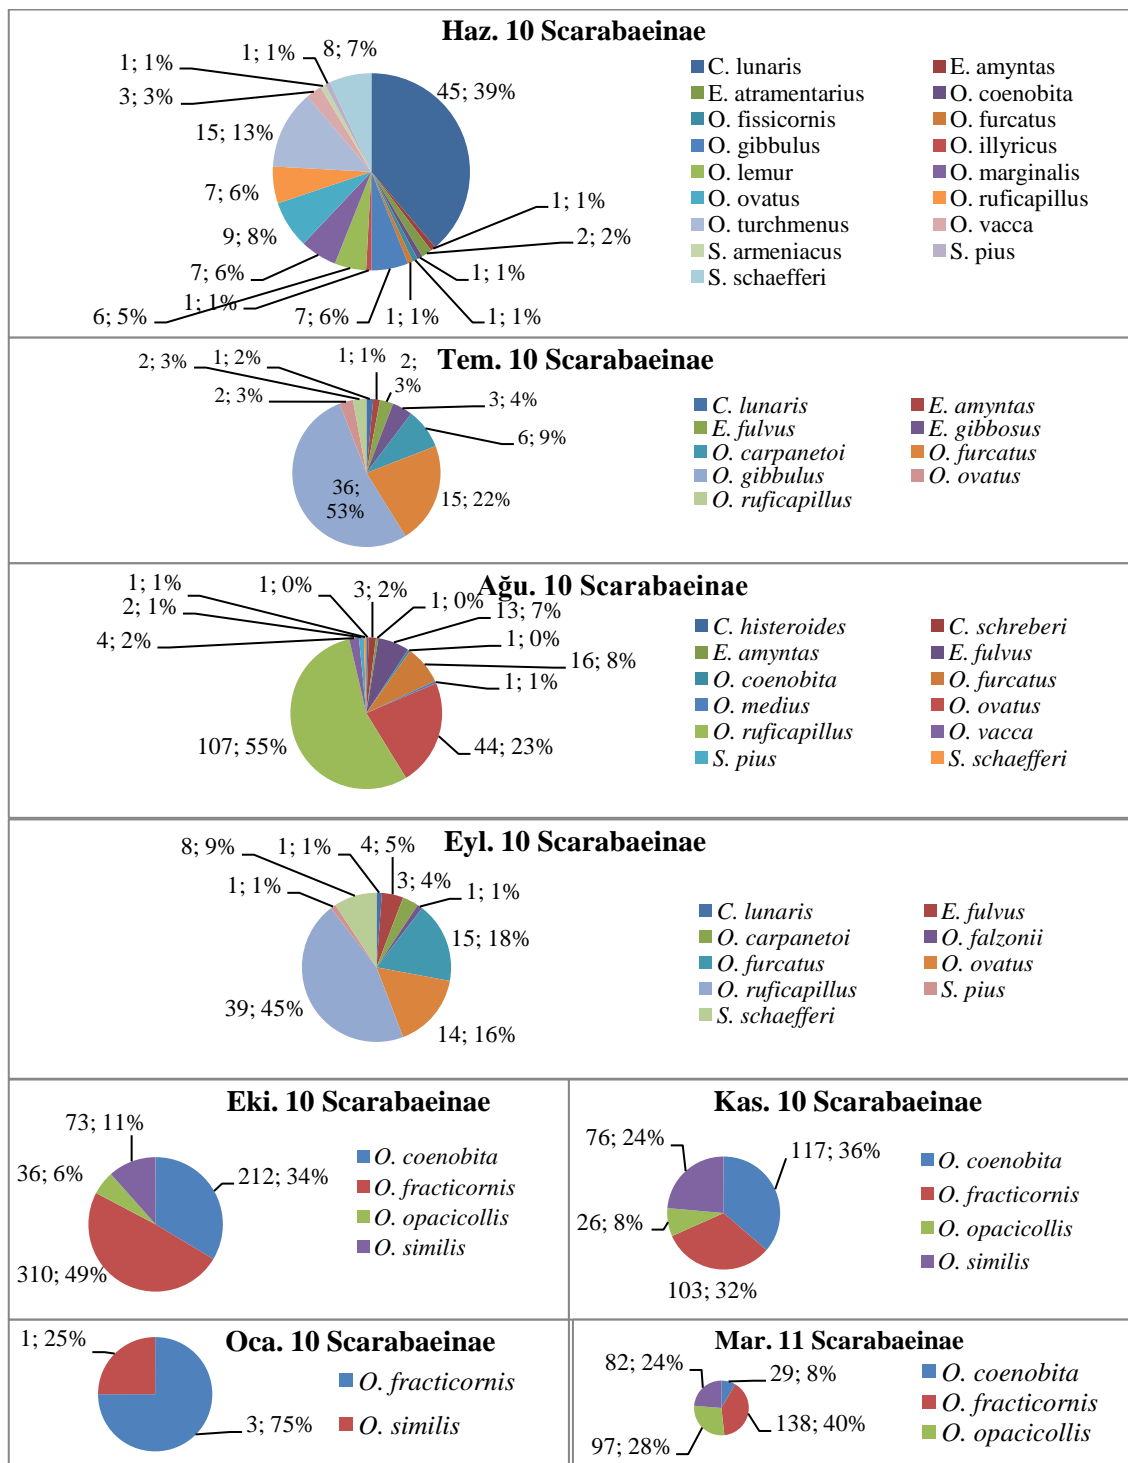 Haz. 10 Scarabaeinae
1; 1%
8; 7%
1; 1%
3; 3%
45; 39%
15; 13%
7; 6%
1; 1%
9; 8%
2; 2%
7; 6%
1; 1%
6; 5%
1; 1%
7; 6%
1; 1%
1; 1%
C. lunaris
E. amyntas
E. atramentarius
O. coenobita
O. fissicornis
O. furcatus
O. gibbulus
O. illyricus
O. lemur
O. marginalis
O. ovatus
O. ruficapillus
O. turchmenus
O. vacca
S. armeniacus
S. pius
S. schaefferi
Tem. 10 Scarabaeinae
2; 3%
1; 2%
1; 1%
2;
3%
2; 3%
3; 4%
6; 9%
36;
53%
15; 22%
C. lunaris
E. amyntas
E. fulvus
E. gibbosus
O. carpanetoi
O. furcatus
O. gibbulus
O. ovatus
O. ruficapillus
Ağu. 10 Scarabaeinae
1; 1%
1; 0%
3; 2%
1; 0%
13; 7%
2; 1%
4; 2%
1; 0%
16; 8%
1; 1%
107; 55%
44; 23%
C. histeroides
C. schreberi
E. amyntas
E. fulvus
O. coenobita
O. furcatus
O. medius
O. ovatus
O. ruficapillus
O. vacca
S. pius
S. schaefferi
Eyl. 10 Scarabaeinae
8; 9%
1; 1%
4; 5%
3; 4%
1; 1%
1; 1%
15; 18%
39; 45%
14; 16%
C. lunaris
E. fulvus
O. carpanetoi
O. falzonii
O. furcatus
O. ovatus
O. ruficapillus
S. pius
S. schaefferi
Eki. 10 Scarabaeinae
73; 11%
36; 6%
212; 34%
310; 49%
O. coenobita
O. fracticornis
O. opacicollis
O. similis
Kas. 10 Scarabaeinae
76; 24%
117; 36%
26; 8%
103; 32%
O. coenobita
O. fracticornis
O. opacicollis
O. similis
Oca. 10 Scarabaeinae
1; 25%
3; 75%
O. fracticornis
O. similis
Mar. 11 Scarabaeinae
82; 24%
29; 8%
97; 28%
138; 40%
O. coenobita
O. fracticornis
O. opacicollis